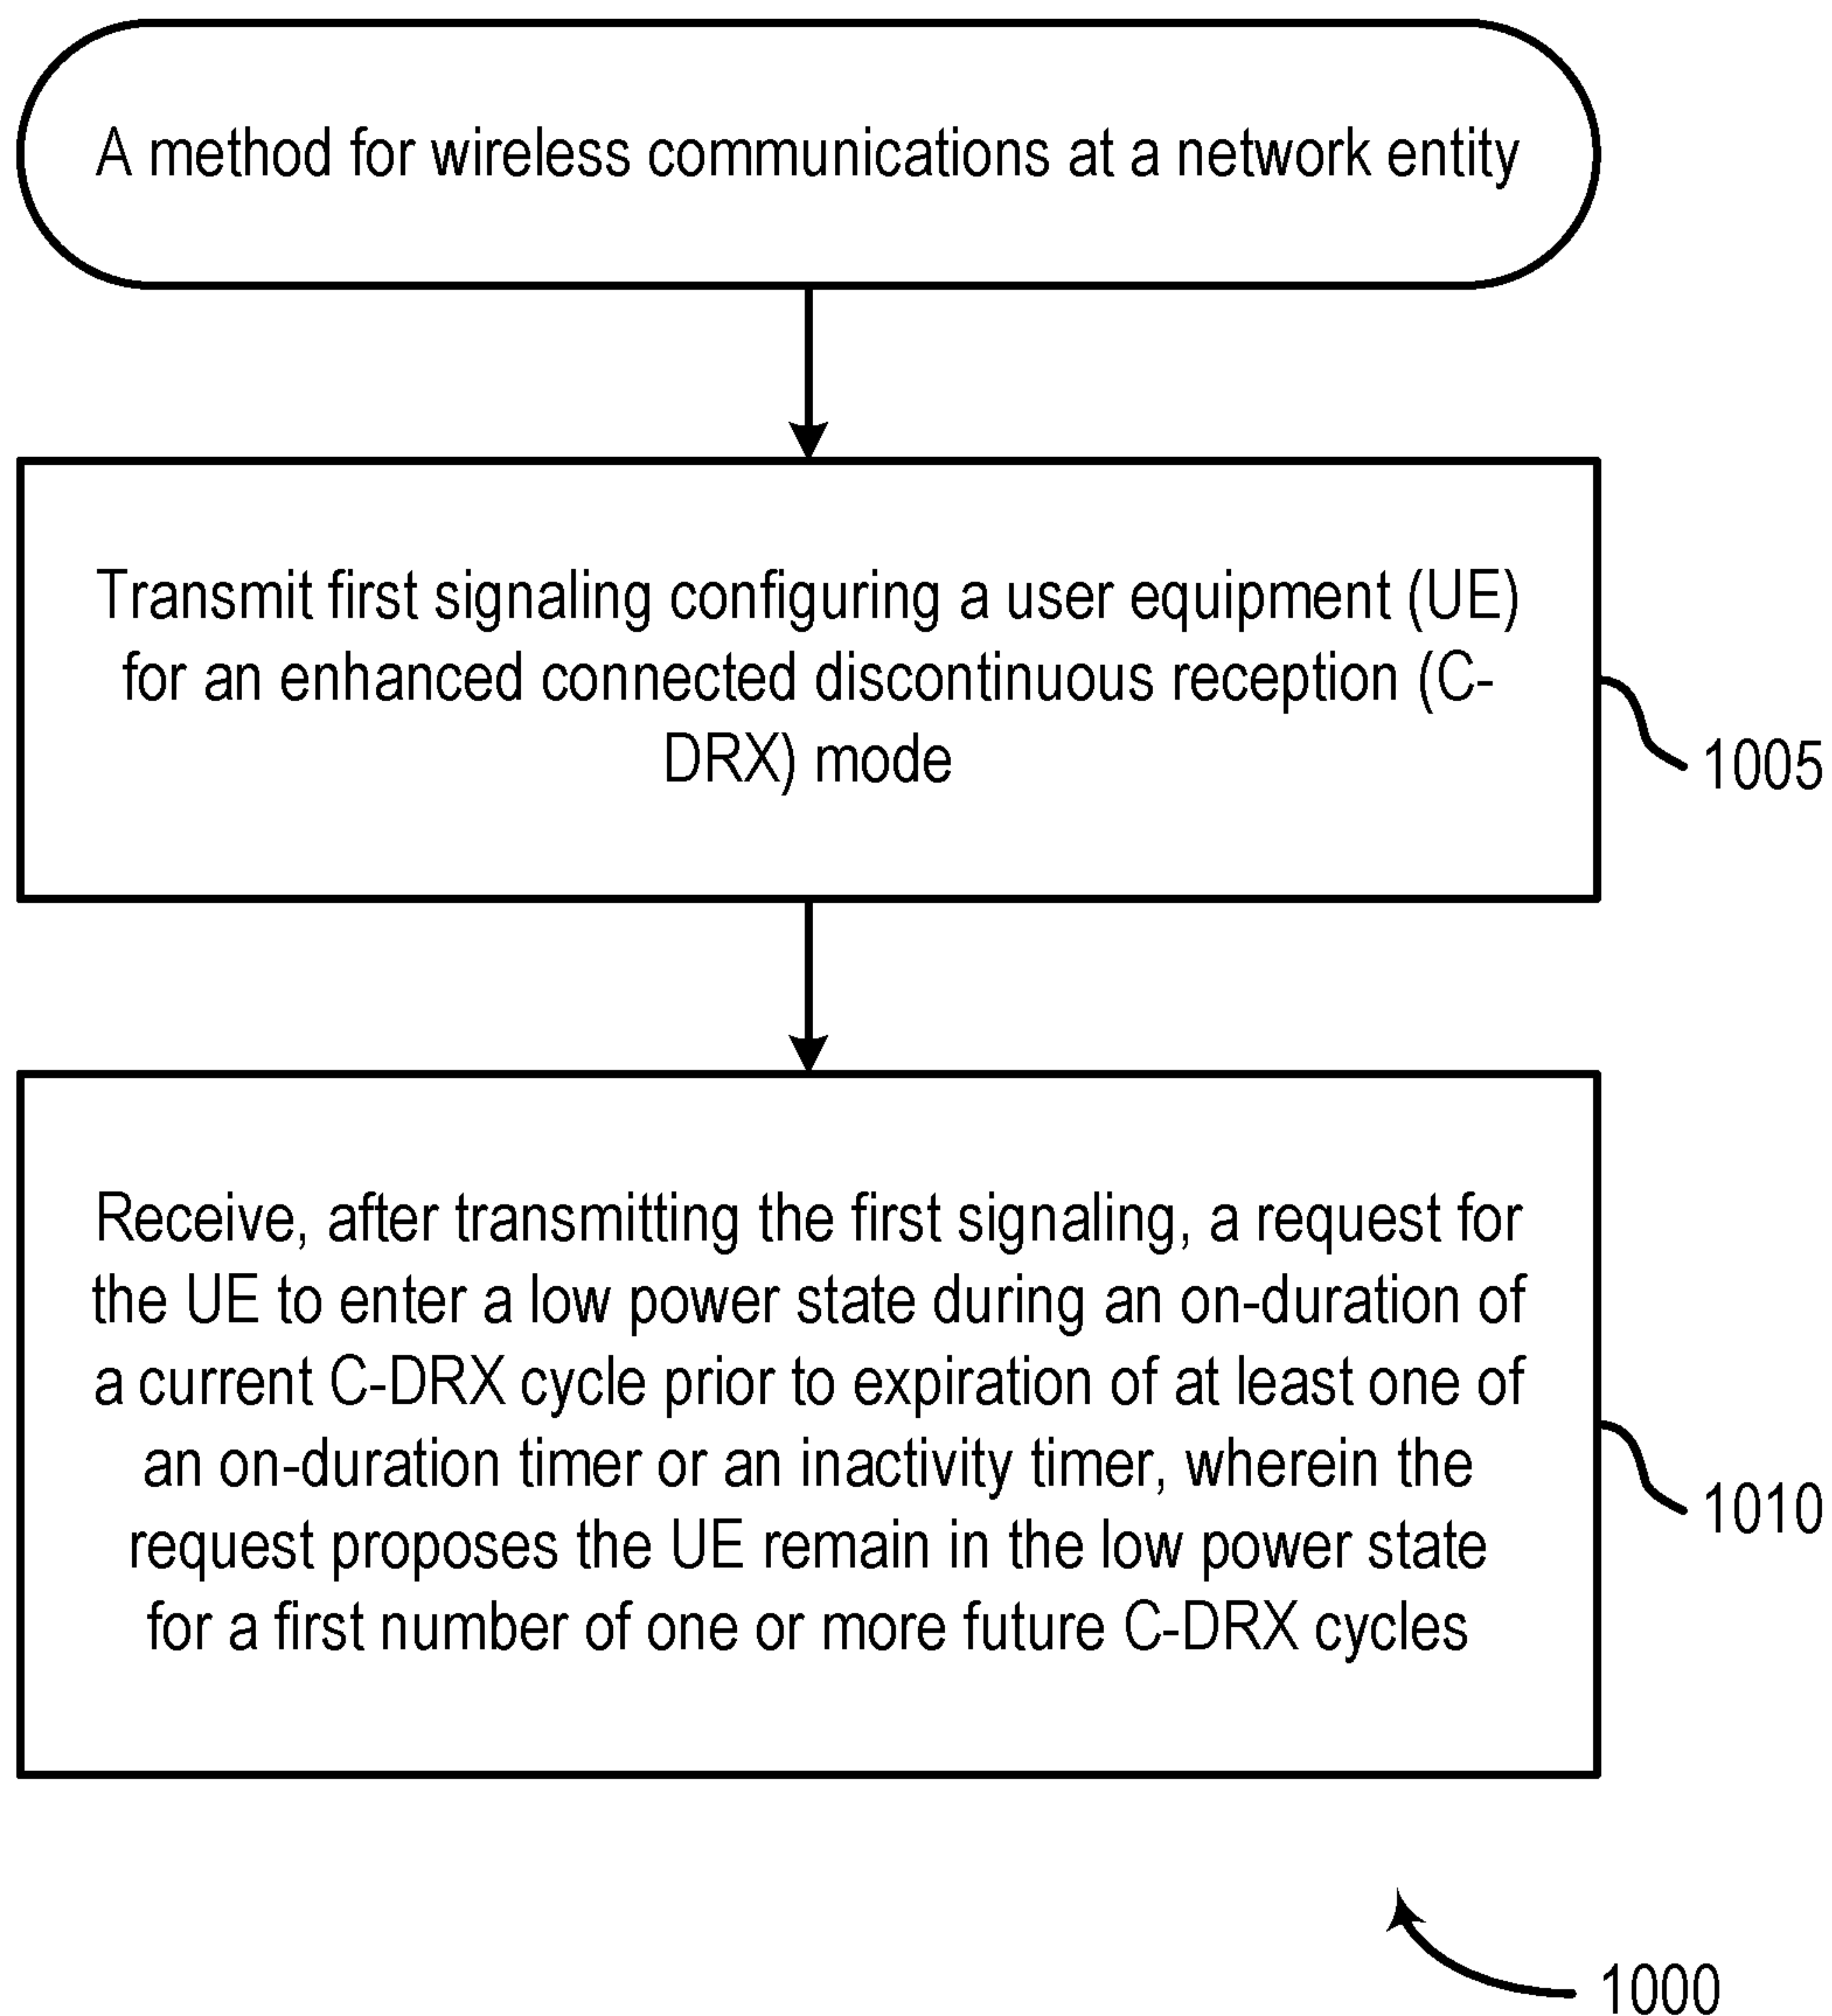 A method for wireless communications at a network entity
Transmit first signaling configuring a user equipment (UE)
for an enhanced connected discontinuous reception (C-
DRX) mode
1005
Receive, after transmitting the first signaling, a request for
the UE to enter a low power state during an on-duration of
a current C-DRX cycle prior to expiration of at least one of
an on-duration timer or an inactivity timer, wherein the
request proposes the UE remain in the low power state
for a first number of one or more future C-DRX cycles
1010
1000